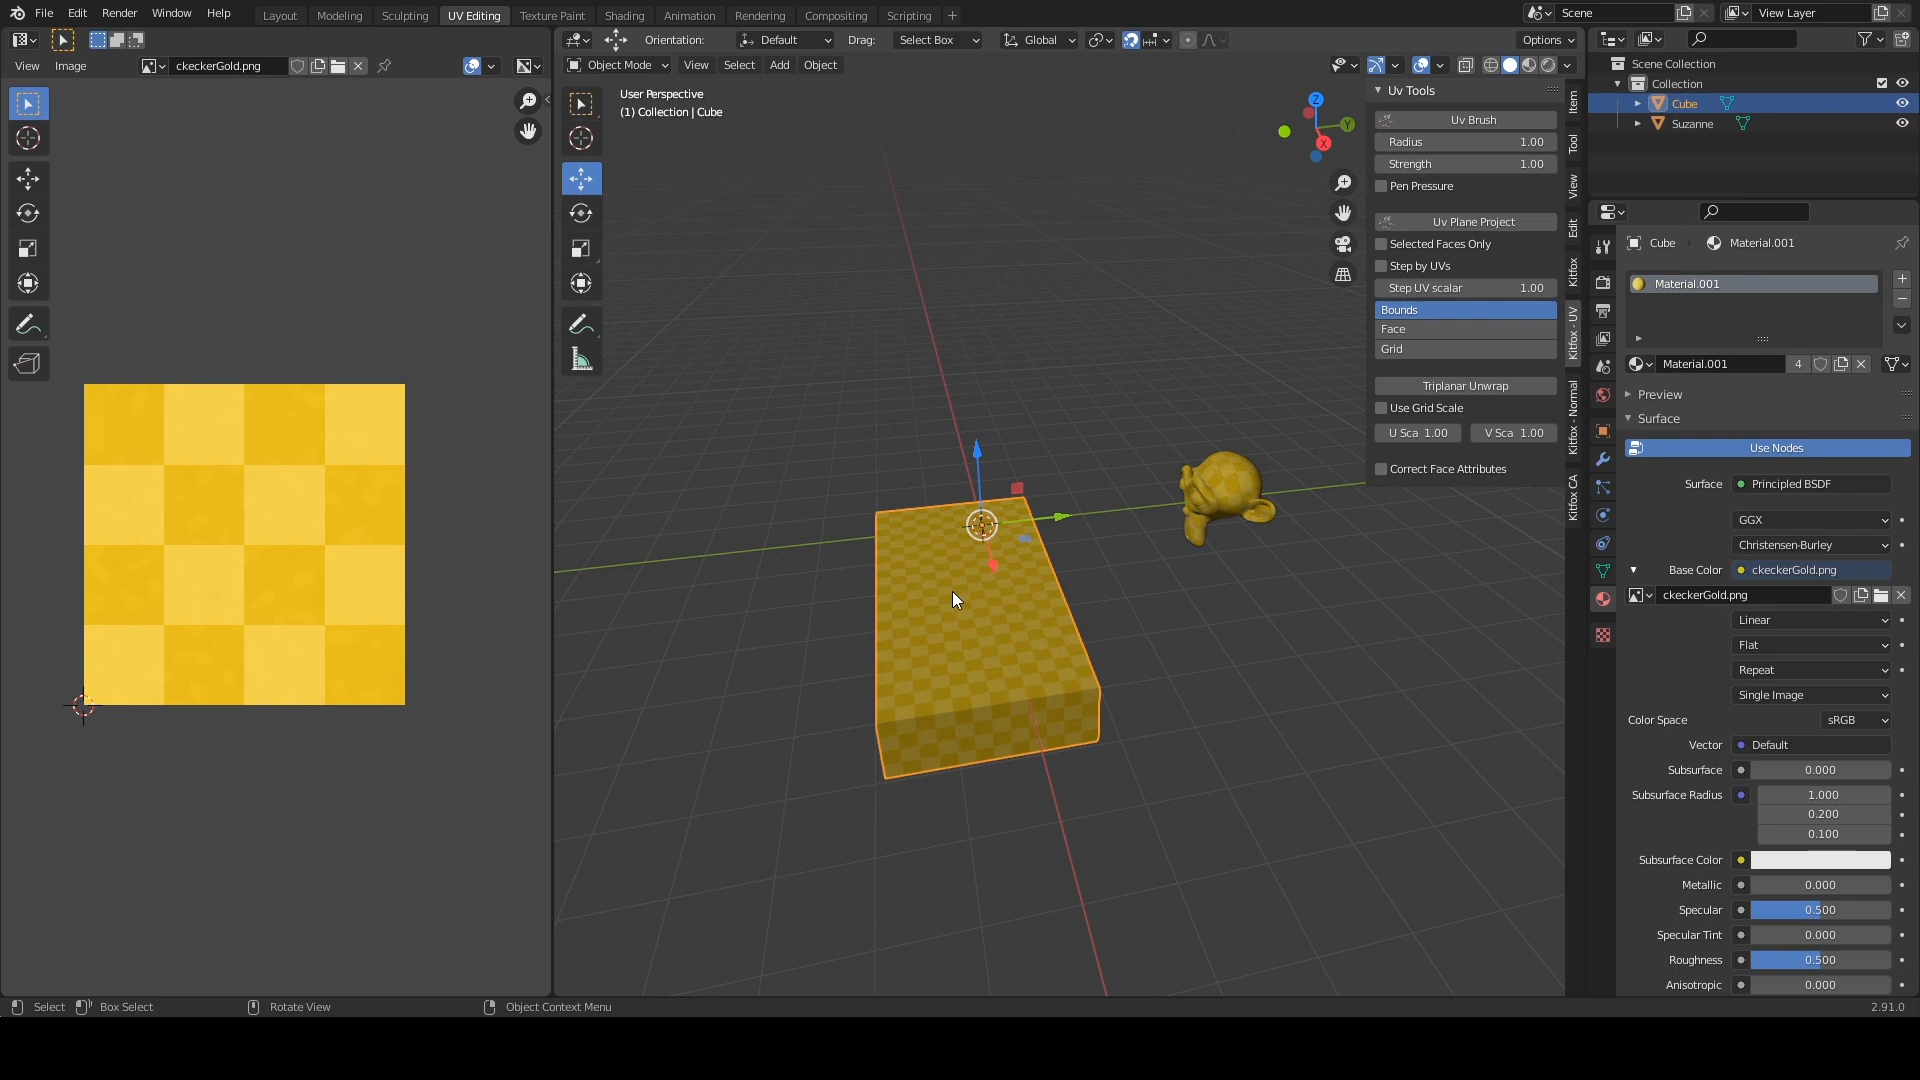 File Edit Render Window Help Layout Modeling Sculpting UV Editing Texture Paint Shading Animation Rendering Compositing Scripting + Scene View Layer
Orientation: Default Drag: Select Box Global Options
View Image ckeckerGold.png Object Mode View Select Add Object
Scene Collection
Collection
Cube
Suzanne
User Perspective
(1) Collection | Cube
Z
Y
X
Uv Tools
Uv Brush
Radius 1.00
Strength 1.00
Pen Pressure
Uv Plane Project
Selected Faces Only
Step by UVs
Step UV scalar 1.00
Bounds
Face
Grid
Triplanar Unwrap
Use Grid Scale
U Sca 1.00 V Sca 1.00
Correct Face Attributes
Item
Tool
View
Edit
Kitfox
Kitfox - UV
Kitfox - Normal
Kitfox CA
Cube Material.001
Material.001
Material.001 4
Preview
Surface
Use Nodes
Surface Principled BSDF
GGX
Christensen-Burley
Base Color ckeckerGold.png
ckeckerGold.png
Linear
Flat
Repeat
Single Image
Color Space sRGB
Vector Default
Subsurface 0.000
Subsurface Radius 1.000
0.200
0.100
Subsurface Color
Metallic 0.000
Specular 0.500
Specular Tint 0.000
Roughness 0.500
Anisotropic 0.000
Select Box Select Rotate View Object Context Menu 2.91.0